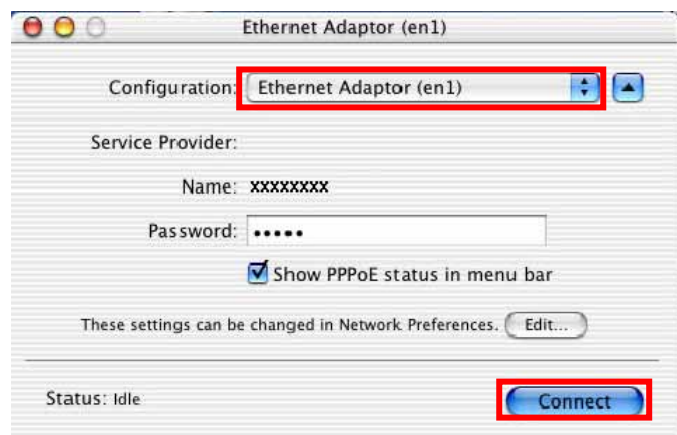 Ethernet Adaptor (en1)
Configuration: Ethernet Adaptor (en1)
Service Provider:
Name: xxxxxxxx
Password: •••••
Show PPPoE status in menu bar
These settings can be changed in Network Preferences. Edit...
Status: Idle
Connect